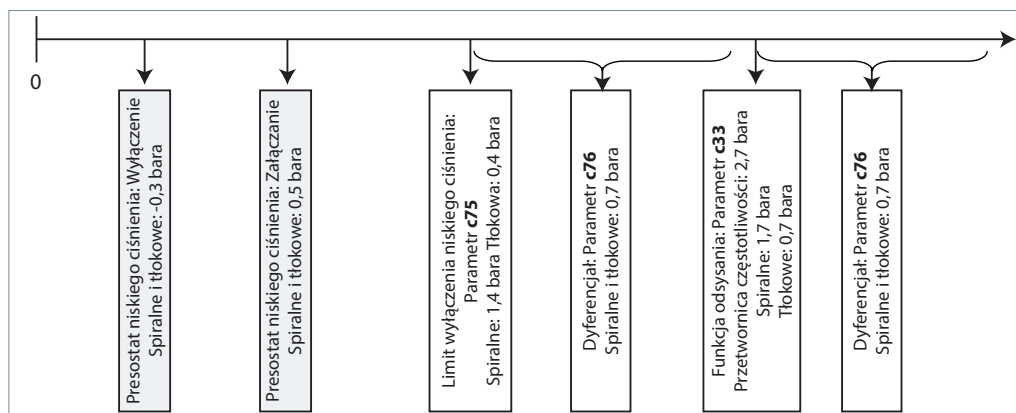 0
Presostat niskiego ciśnienia: Wyłączenie
Spiralne i tłokowe: -0,3 bara
Presostat niskiego ciśnienia: Załączanie
Spiralne i tłokowe: 0,5 bara
Limit wyłączenia niskiego ciśnienia:
Parametr c75
Spiralne: 1,4 bara Tłokowa: 0,4 bara
Dyferencjał: Parametr c76
Spiralne i tłokowe: 0,7 bara
Funkcja odsysania: Parametr c33
Przetwornica częstotliwości: 2,7 bara
Spiralne: 1,7 bara
Tłokowe: 0,7 bara
Dyferencjał: Parametr c76
Spiralne i tłokowe: 0,7 bara